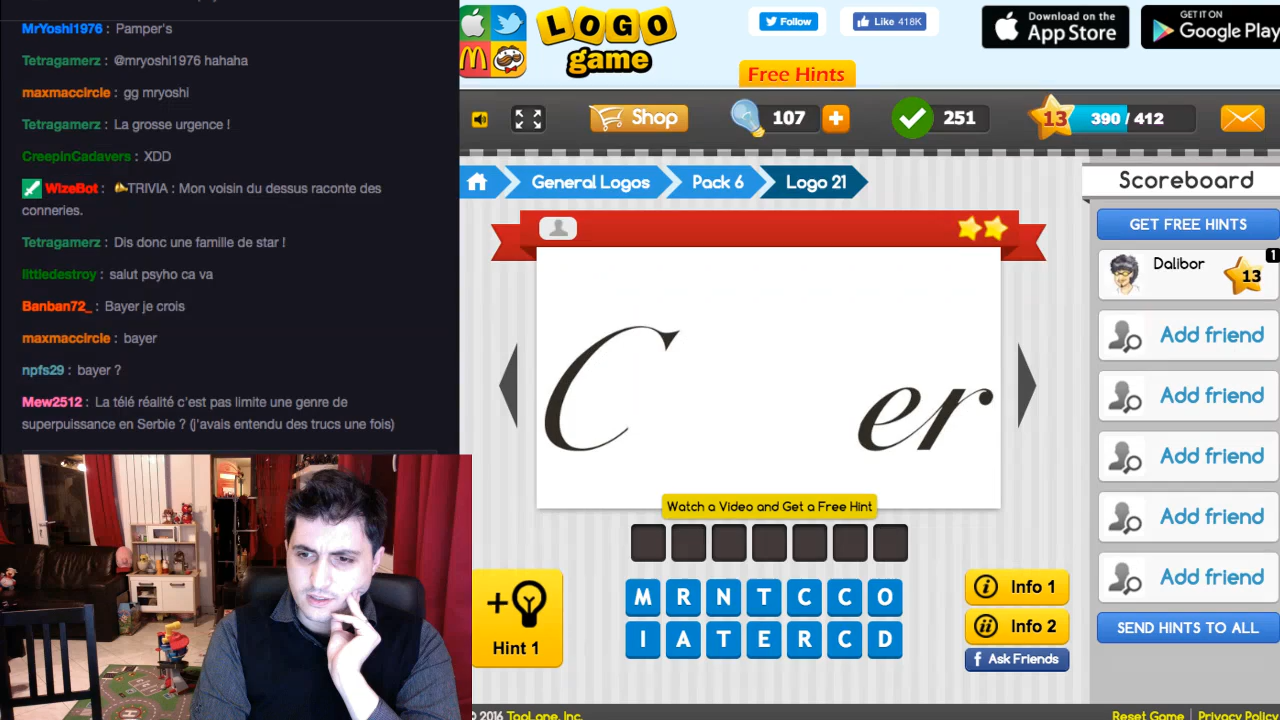 MrYoshi1976 : Pamper's
Tetragamerz : @mryoshi1976 hahaha
maxmaccircle : gg mryoshi
Tetragamerz : La grosse urgence !
CreepinCadavers : XDD
WizeBot : TRIVIA : Mon voisin du dessus raconte des
conneries.
Tetragamerz : Dis donc une famille de star !
littledestroy : salut psyho ca va
Banban72_ : Bayer je crois
maxmaccircle : bayer
npfs29 : bayer ?
Mew2512 : La télé réalité c'est pas limite une genre de
superpuissance en Serbie ? (j'avais entendu des trucs une fois)
LOGO
game
Follow
Like 418K
Download on the
App Store
GET IT ON
Google Play
Free Hints
Shop
107
251
13
390 / 412
General Logos
Pack 6
Logo 21
C er
Watch a Video and Get a Free Hint
M R N T C C O
I A T E R C D
Hint 1
Info 1
Info 2
Ask Friends
Scoreboard
GET FREE HINTS
Dalibor
13
1
Add friend
Add friend
Add friend
Add friend
Add friend
SEND HINTS TO ALL
© 2016 TapLane, Inc.
Reset Game | Privacy Policy